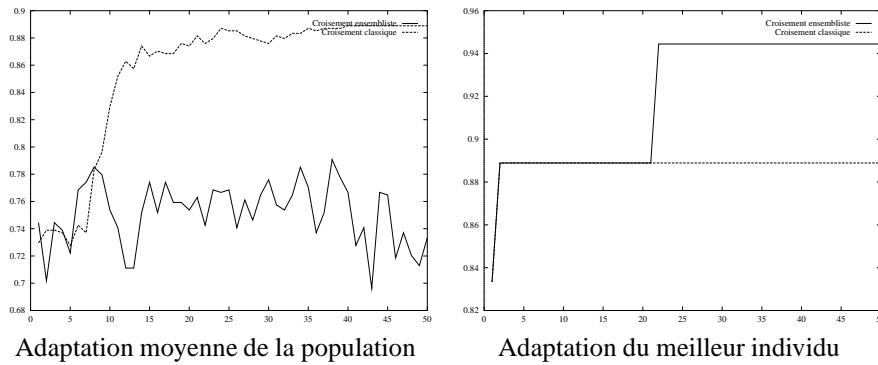 0.9
0.88
0.86
0.84
0.82
0.8
0.78
0.76
0.74
0.72
0.7
0.68
0 5 10 15 20 25 30 35 40 45 50
Croisement ensembliste
Croisement classique
Adaptation moyenne de la population
0.96
0.94
0.92
0.9
0.88
0.86
0.84
0.82
0 5 10 15 20 25 30 35 40 45 50
Croisement ensembliste
Croisement classique
Adaptation du meilleur individu